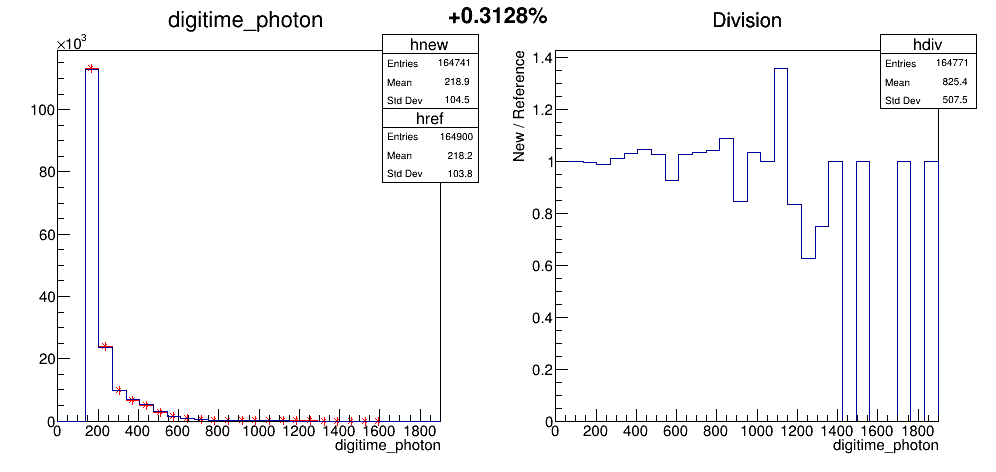 digitime_photon
+0.3128%
Division
×10³
hnew
Entries 164741
Mean 218.9
Std Dev 104.5
href
Entries 164900
Mean 218.2
Std Dev 103.8
100
80
60
40
20
0
0 200 400 600 800 1000 1200 1400 1600 1800
digitime_photon
hdiv
Entries 164771
Mean 825.4
Std Dev 507.5
New / Reference
1.4
1.2
1
0.8
0.6
0.4
0.2
0
0 200 400 600 800 1000 1200 1400 1600 1800
digitime_photon